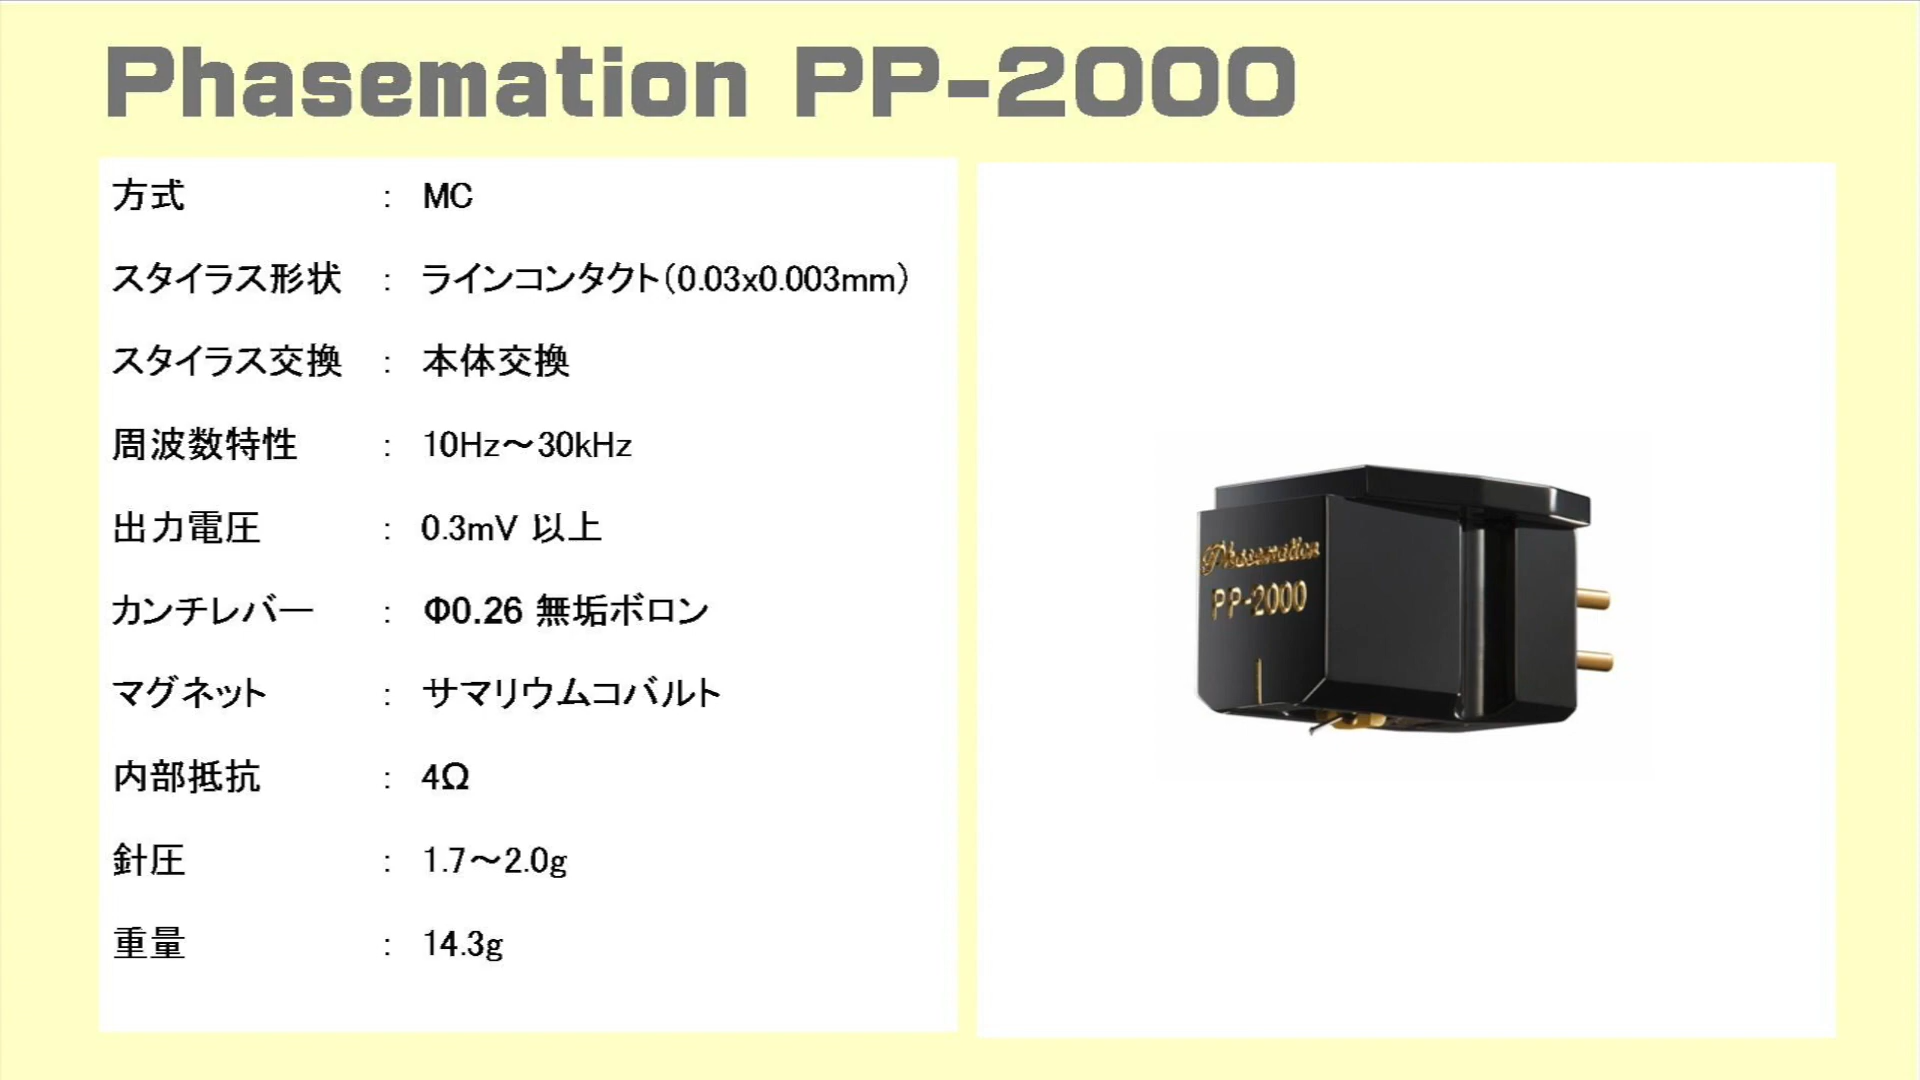 Phasemation PP-2000
方式 : MC
スタイラス形状 : ラインコンタクト(0.03x0.003mm)
スタイラス交換 : 本体交換
周波数特性 : 10Hz～30kHz
出力電圧 : 0.3mV 以上
カンチレバー : Φ0.26 無垢ボロン
マグネット : サマリウムコバルト
内部抵抗 : 4Ω
針圧 : 1.7～2.0g
重量 : 14.3g
Phasemation
PP-2000